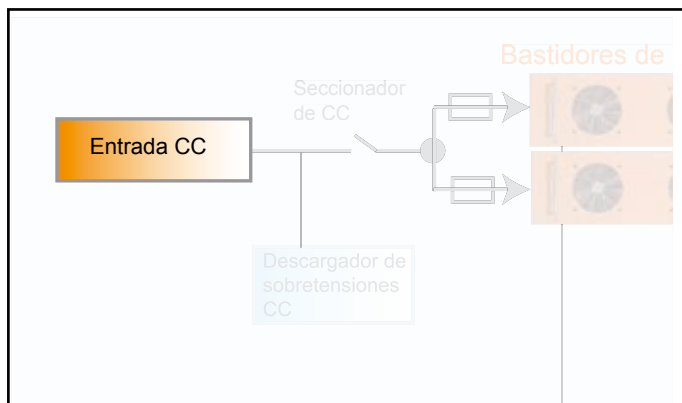 Bastidores de
Seccionador
de CC
Entrada CC
Descargador de
sobretensiones
CC